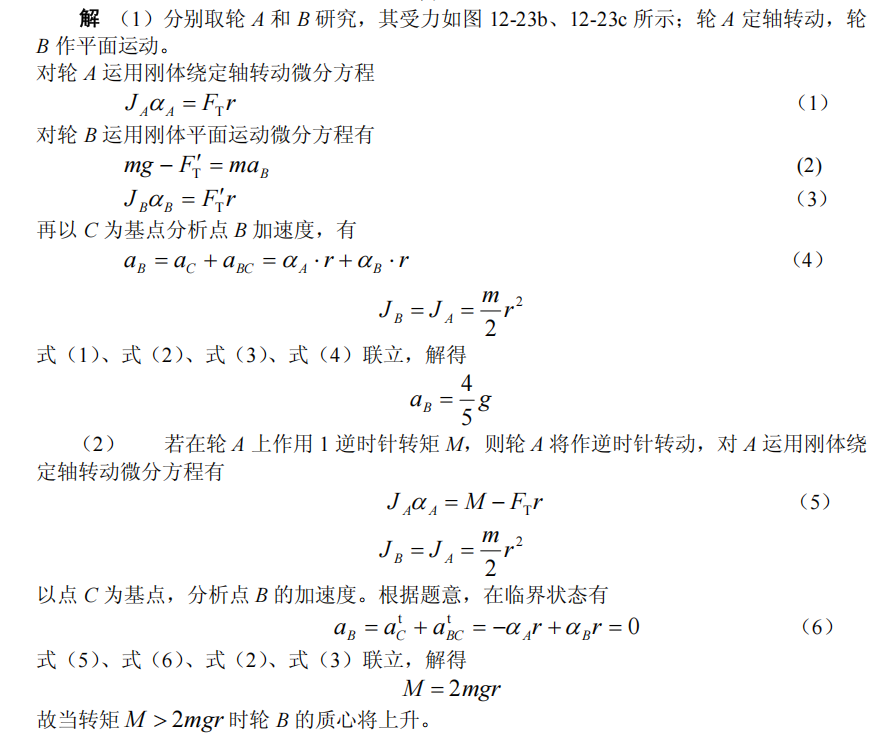 解 （1）分别取轮 A 和 B 研究，其受力如图 12-23b、12-23c 所示；轮 A 定轴转动，轮
B 作平面运动。
对轮 A 运用刚体绕定轴转动微分方程
J_A α_A = F_T r （1）
对轮 B 运用刚体平面运动微分方程有
mg − F′_T = ma_B (2)
J_B α_B = F′_T r （3）
再以 C 为基点分析点 B 加速度，有
a_B = a_C + a_BC = α_A · r + α_B · r （4）
J_B = J_A = m/2 r²
式（1）、式（2）、式（3）、式（4）联立，解得
a_B = 4/5 g
（2） 若在轮 A 上作用 1 逆时针转矩 M，则轮 A 将作逆时针转动，对 A 运用刚体绕
定轴转动微分方程有
J_A α_A = M − F_T r （5）
J_B = J_A = m/2 r²
以点 C 为基点，分析点 B 的加速度。根据题意，在临界状态有
a_B = a_C^t + a_BC^t = −α_A r + α_B r = 0 （6）
式（5）、式（6）、式（2）、式（3）联立，解得
M = 2mgr
故当转矩 M > 2mgr 时轮 B 的质心将上升。